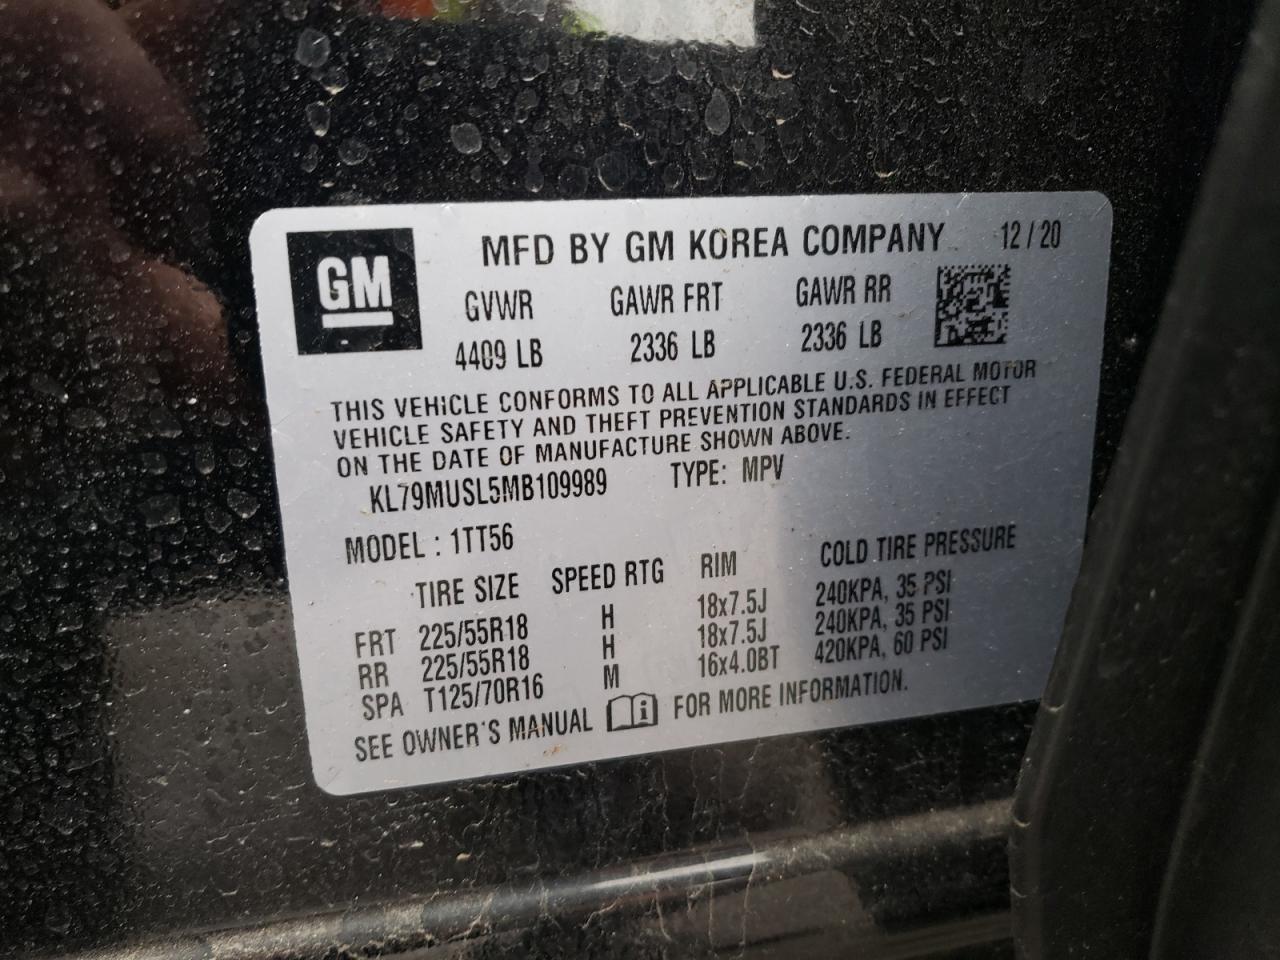 GM
MFD BY GM KOREA COMPANY 12/20
GVWR GAWR FRT GAWR RR
4409 LB 2336 LB 2336 LB
THIS VEHICLE CONFORMS TO ALL APPLICABLE U.S. FEDERAL MOTOR
VEHICLE SAFETY AND THEFT PREVENTION STANDARDS IN EFFECT
ON THE DATE OF MANUFACTURE SHOWN ABOVE.
KL79MUSL5MB109989 TYPE: MPV
MODEL : 1TT56
TIRE SIZE SPEED RTG RIM COLD TIRE PRESSURE
FRT 225/55R18 H 18x7.5J 240KPA, 35 PSI
RR 225/55R18 H 18x7.5J 240KPA, 35 PSI
SPA T125/70R16 M 16x4.0BT 420KPA, 60 PSI
SEE OWNER'S MANUAL i FOR MORE INFORMATION.